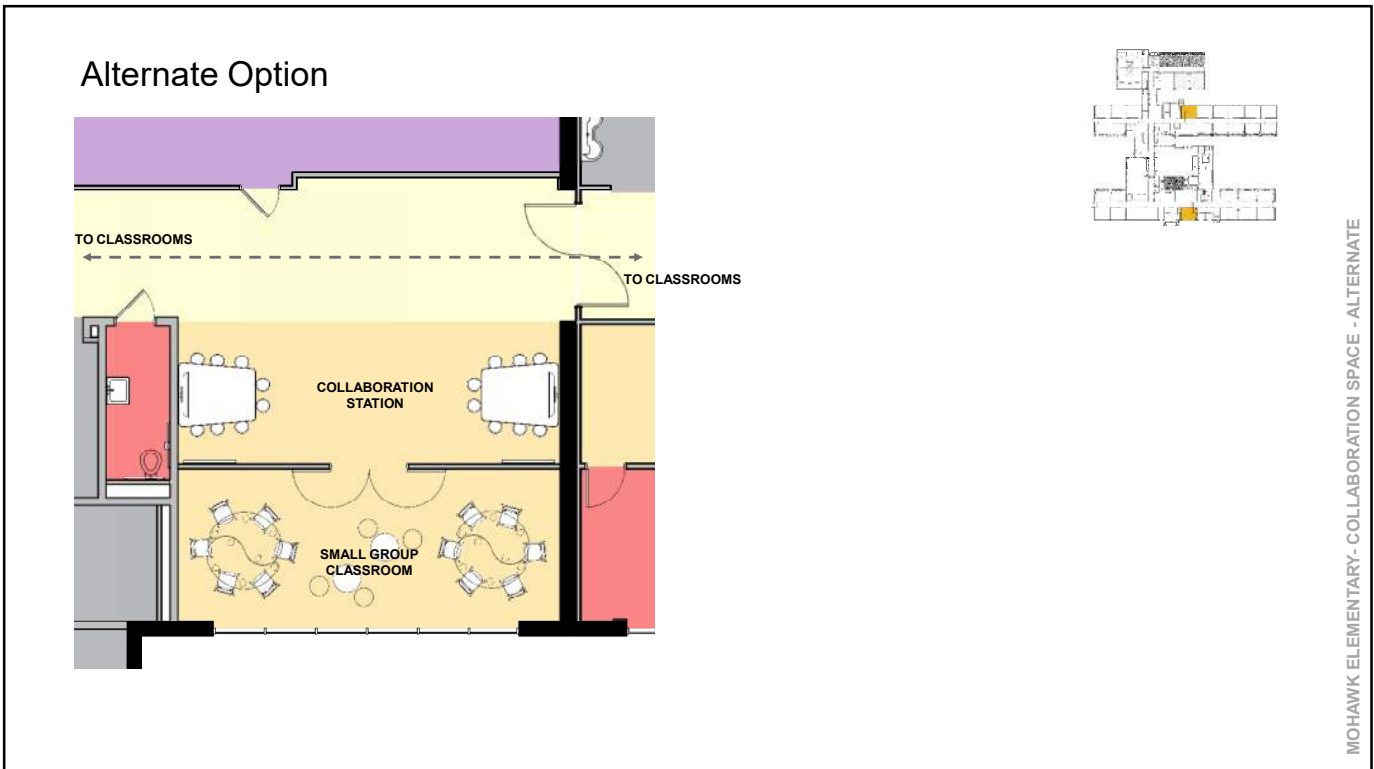 Alternate Option
TO CLASSROOMS
TO CLASSROOMS
COLLABORATION
STATION
SMALL GROUP
CLASSROOM
MOHAWK ELEMENTARY- COLLABORATION SPACE - ALTERNATE